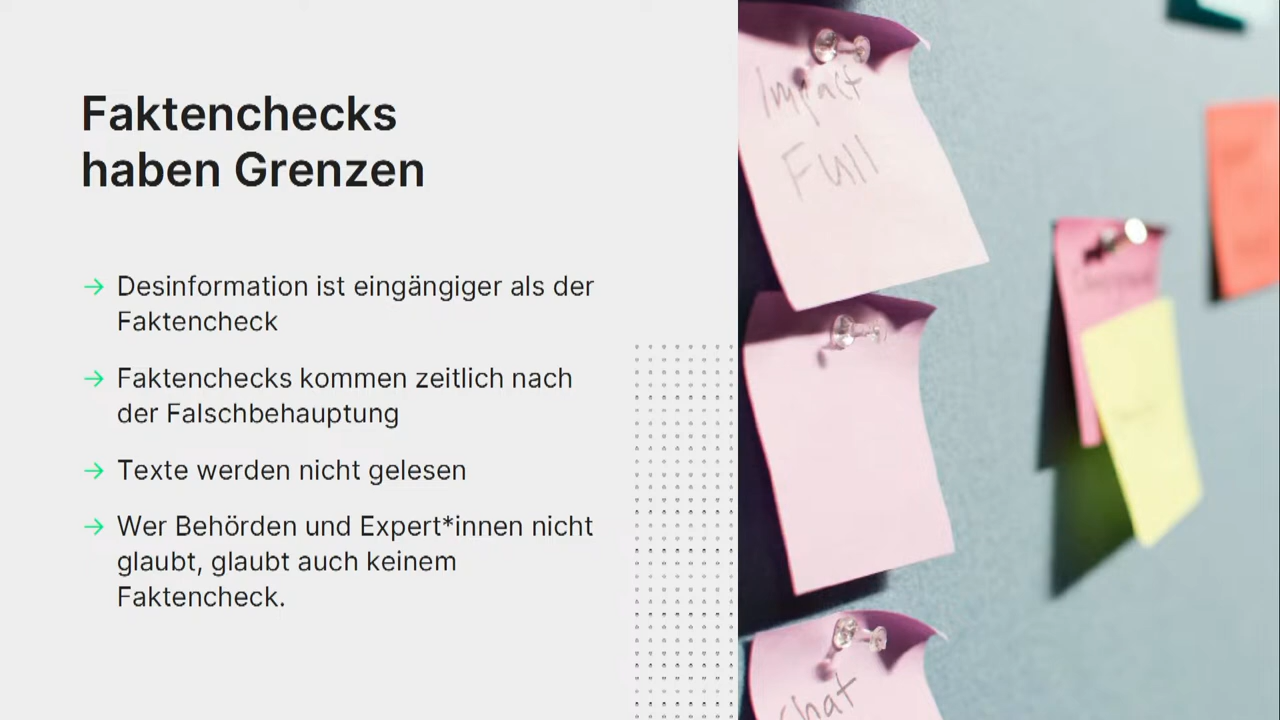 Faktenchecks
haben Grenzen
→ Desinformation ist eingängiger als der
Faktencheck
→ Faktenchecks kommen zeitlich nach
der Falschbehauptung
→ Texte werden nicht gelesen
→ Wer Behörden und Expert*innen nicht
glaubt, glaubt auch keinem
Faktencheck.
Impact
Full
Chat